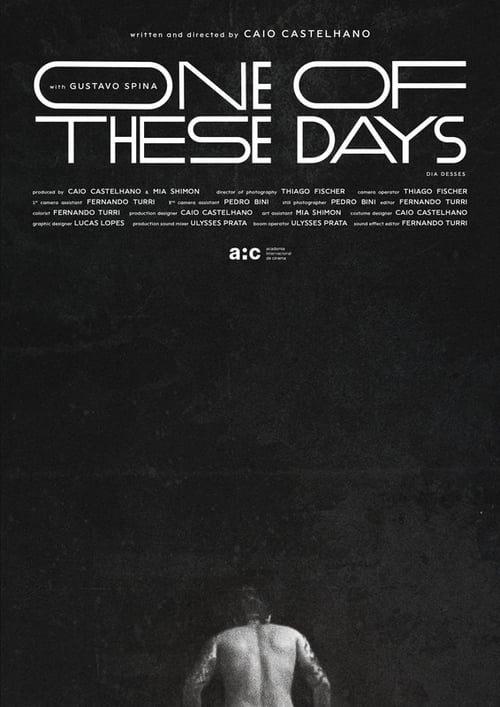 written and directed by CAIO CASTELHANO
ONE OF
with GUSTAVO SPINA
THESE DAYS
DIA DESSES
produced by CAIO CASTELHANO & MIA SHIMON director of photography THIAGO FISCHER camera operator THIAGO FISCHER
1st camera assistant FERNANDO TURRI 2nd camera assistant PEDRO BINI still photographer PEDRO BINI editor FERNANDO TURRI
colorist FERNANDO TURRI production designer CAIO CASTELHANO art assistant MIA SHIMON costume designer CAIO CASTELHANO
graphic designer LUCAS LOPES production sound mixer ULYSSES PRATA boom operator ULYSSES PRATA sound effect editor FERNANDO TURRI
a:c academia
internacional
de cinema